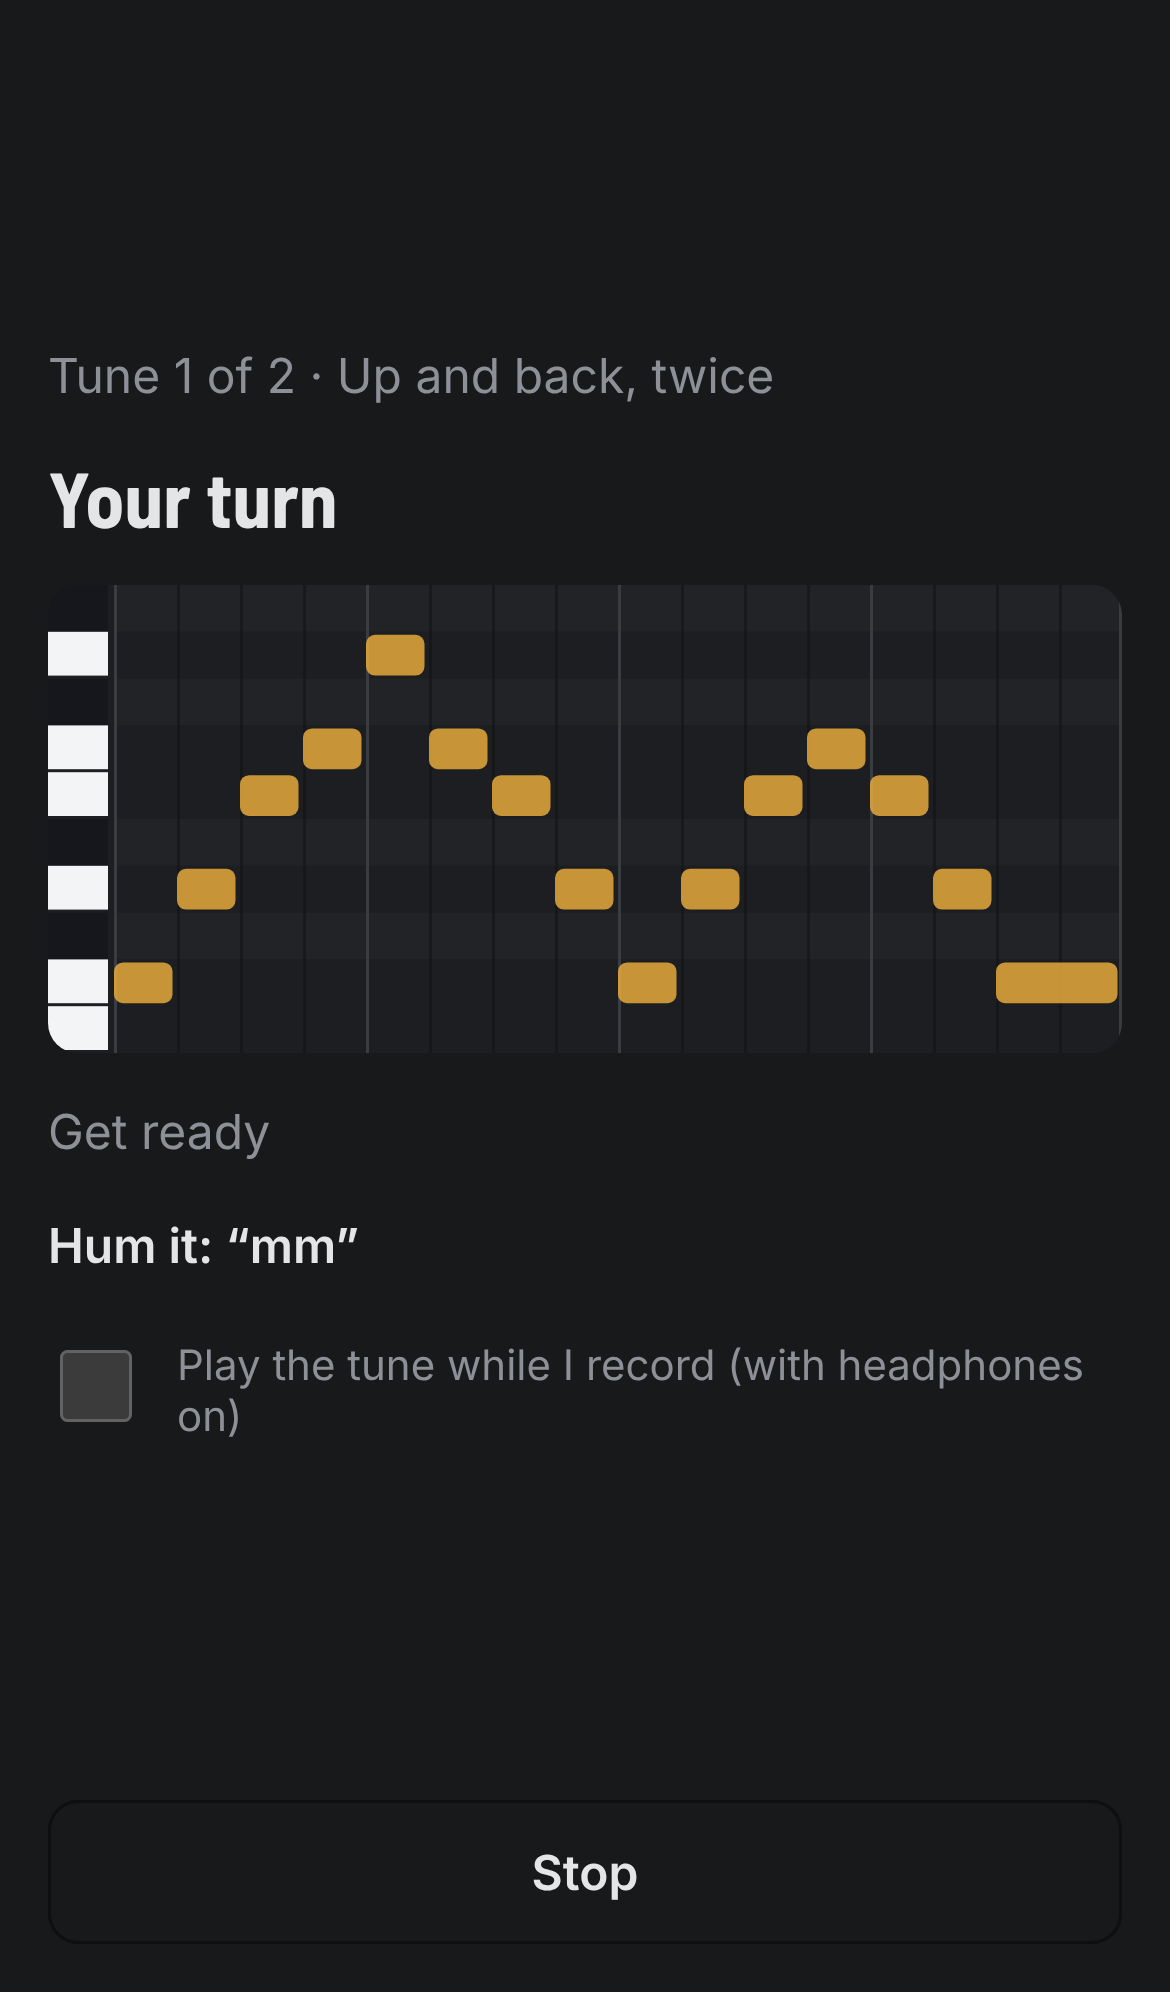 Tune 1 of 2 · Up and back, twice
Your turn
Get ready
Hum it: “mm”
Play the tune while I record (with headphones
on)
Stop